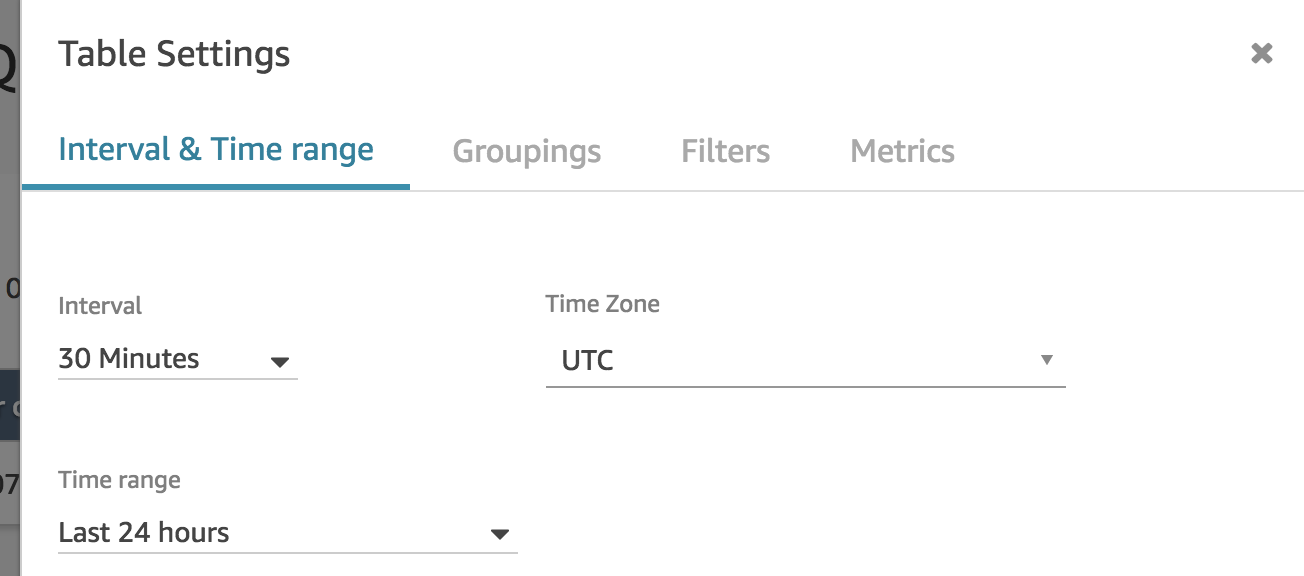 Table Settings
Interval & Time range Groupings Filters Metrics
Interval Time Zone
30 Minutes UTC
Time range
Last 24 hours